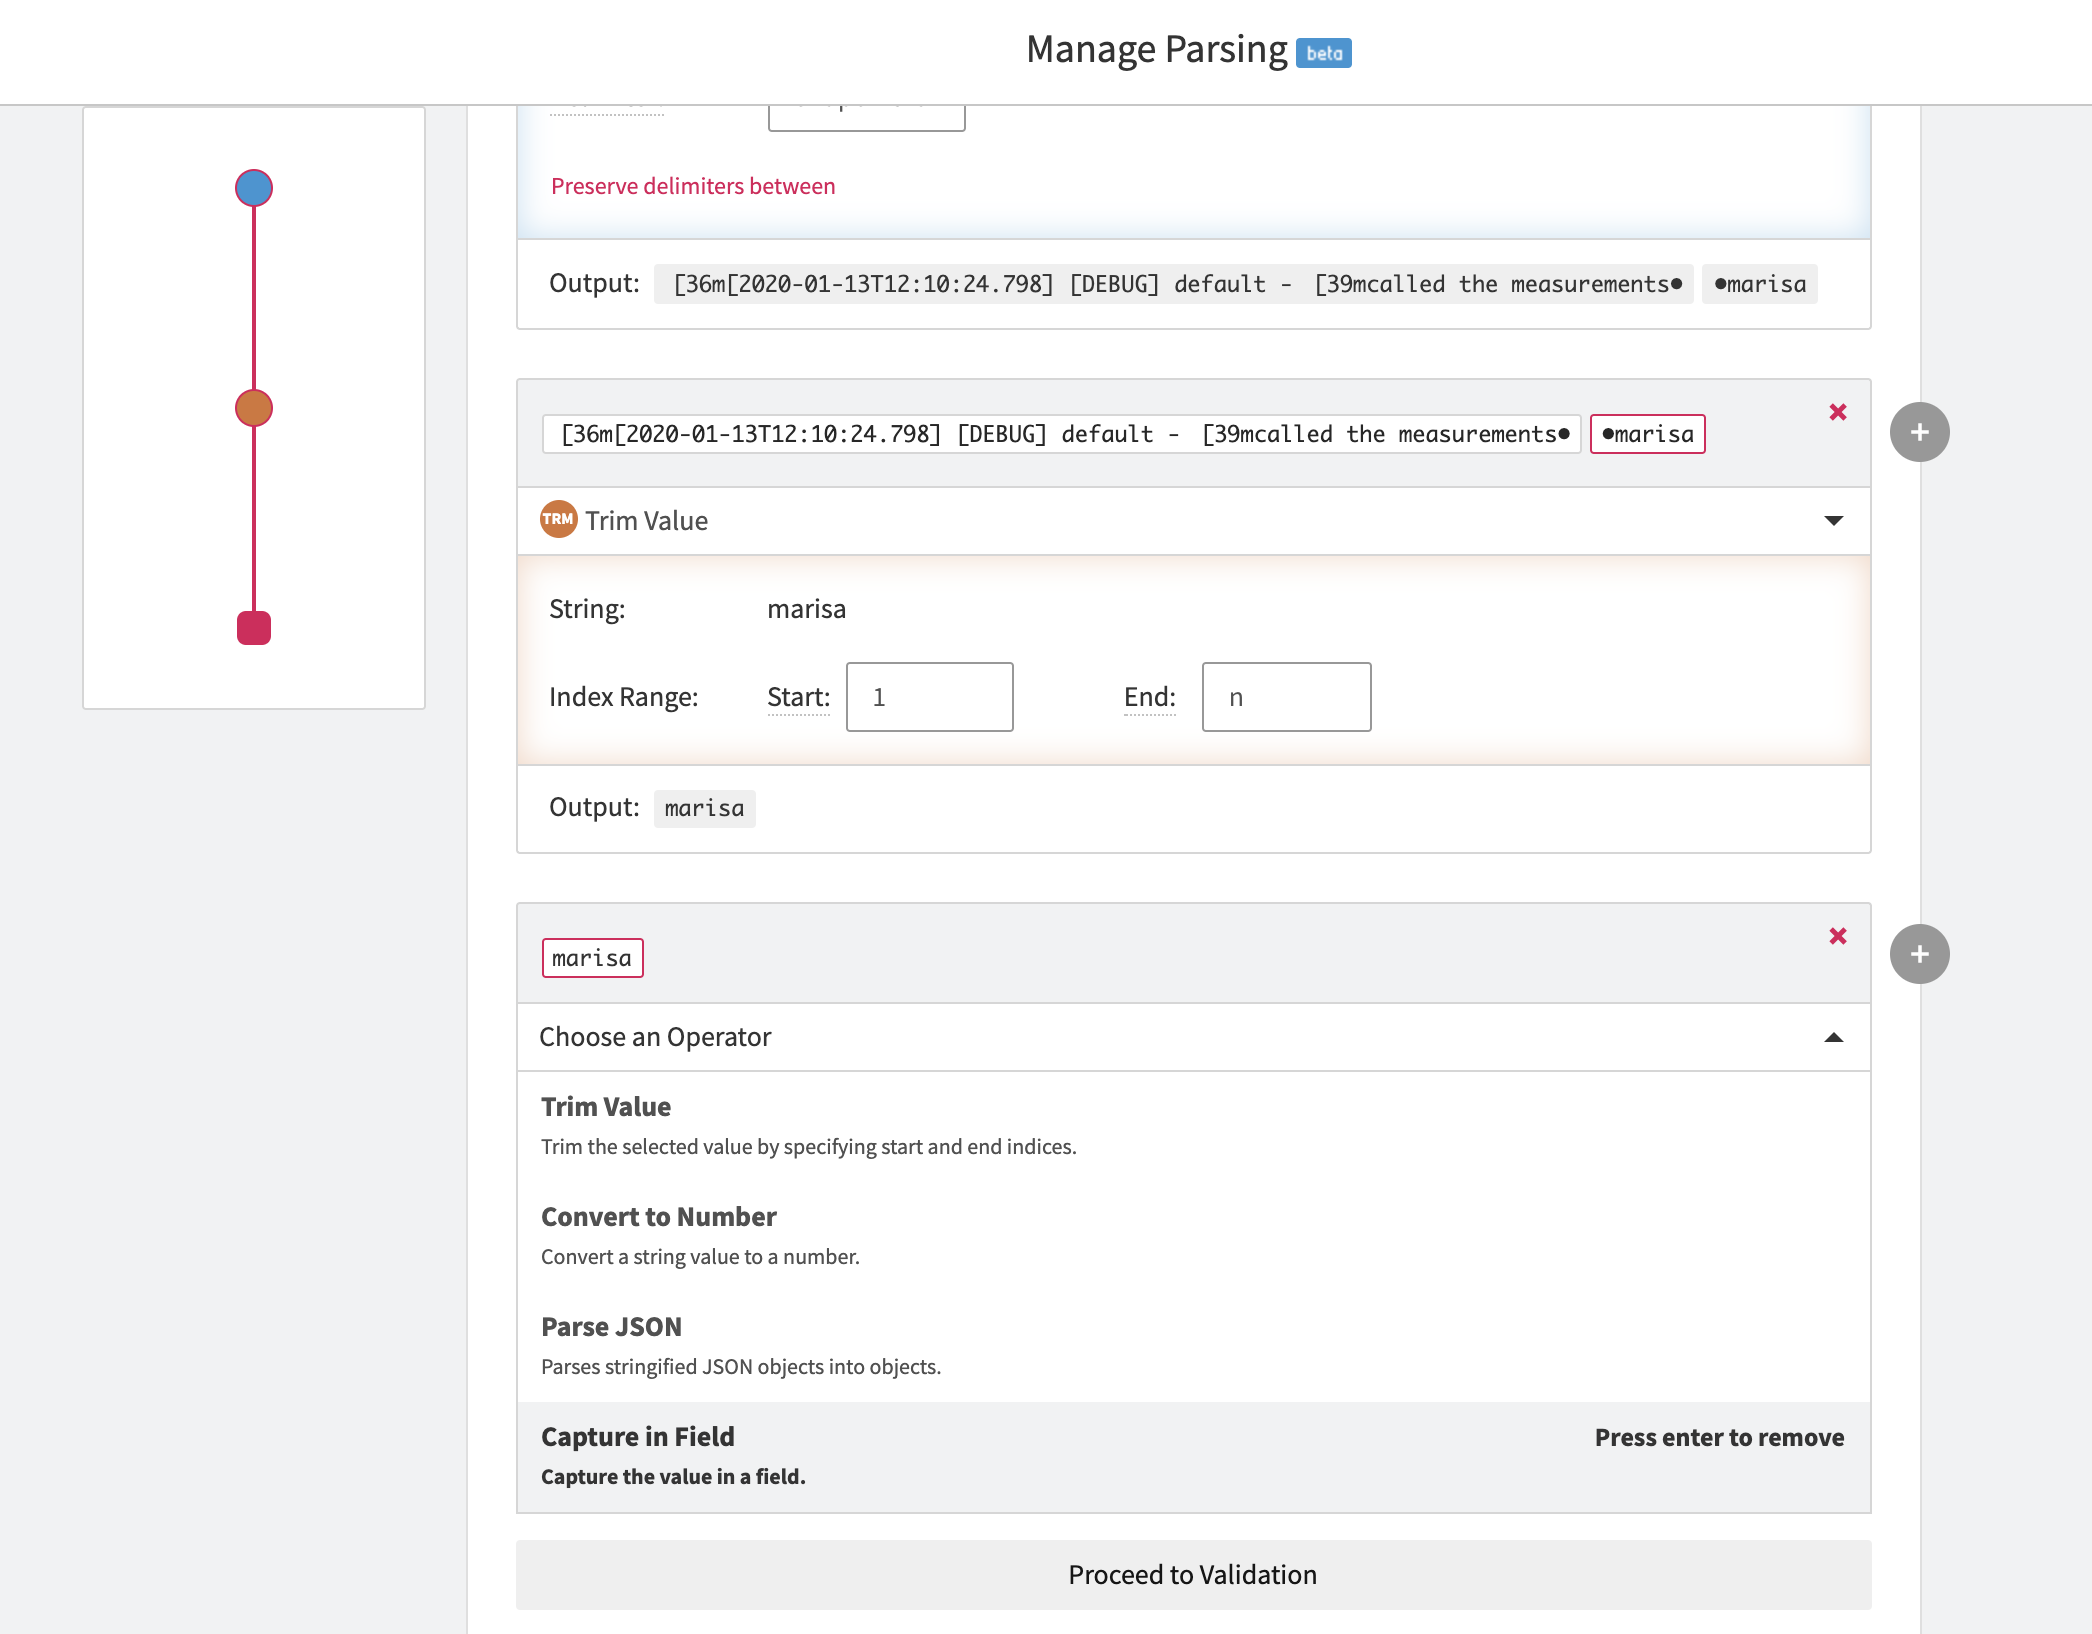 Manage Parsing beta
Preserve delimiters between
Output: [36m[2020-01-13T12:10:24.798] [DEBUG] default - [39mcalled the measurements● ●marisa
[36m[2020-01-13T12:10:24.798] [DEBUG] default - [39mcalled the measurements● ●marisa
TRM Trim Value
String: marisa
Index Range: Start: 1 End: n
Output: marisa
marisa
Choose an Operator
Trim Value
Trim the selected value by specifying start and end indices.
Convert to Number
Convert a string value to a number.
Parse JSON
Parses stringified JSON objects into objects.
Capture in Field Press enter to remove
Capture the value in a field.
Proceed to Validation